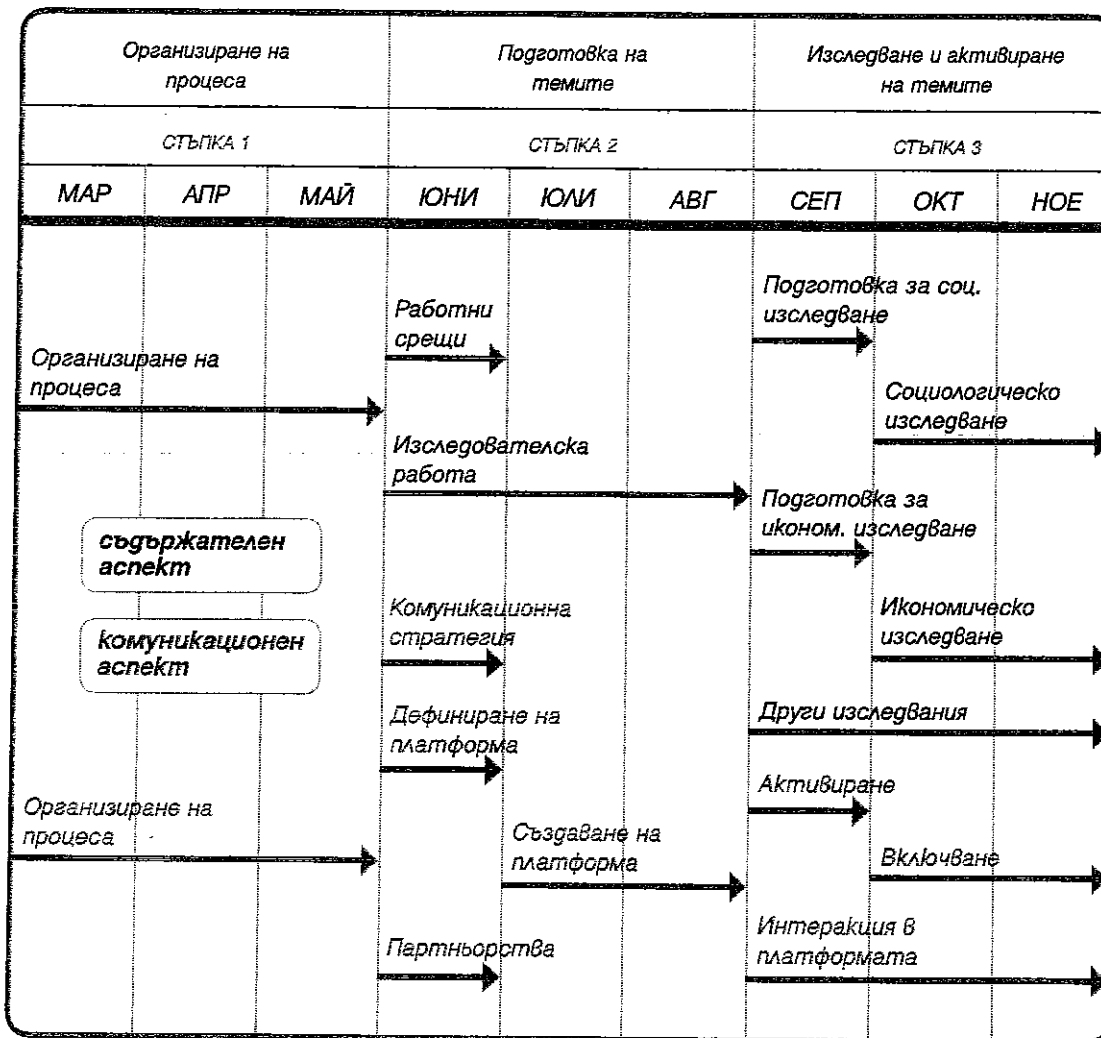 Организиране на
процеса
Подготовка на
темите
Изследване и активиране
на темите
СТЪПКА 1
СТЪПКА 2
СТЪПКА 3
МАР
АПР
МАЙ
ЮНИ
ЮЛИ
АВГ
СЕП
ОКТ
НОЕ
Организиране на
процеса
Работни
срещи
Изследователска
работа
Подготовка за соц.
изследване
Социологическо
изследване
Подготовка за
иконом. изследване
съдържателен
аспект
комуникационен
аспект
Комуникационна
стратегия
Икономическо
изследване
Дефиниране на
платформа
Други изследвания
Организиране на
процеса
Създаване на
платформа
Активиране
Включване
Партньорства
Интеракция в
платформата